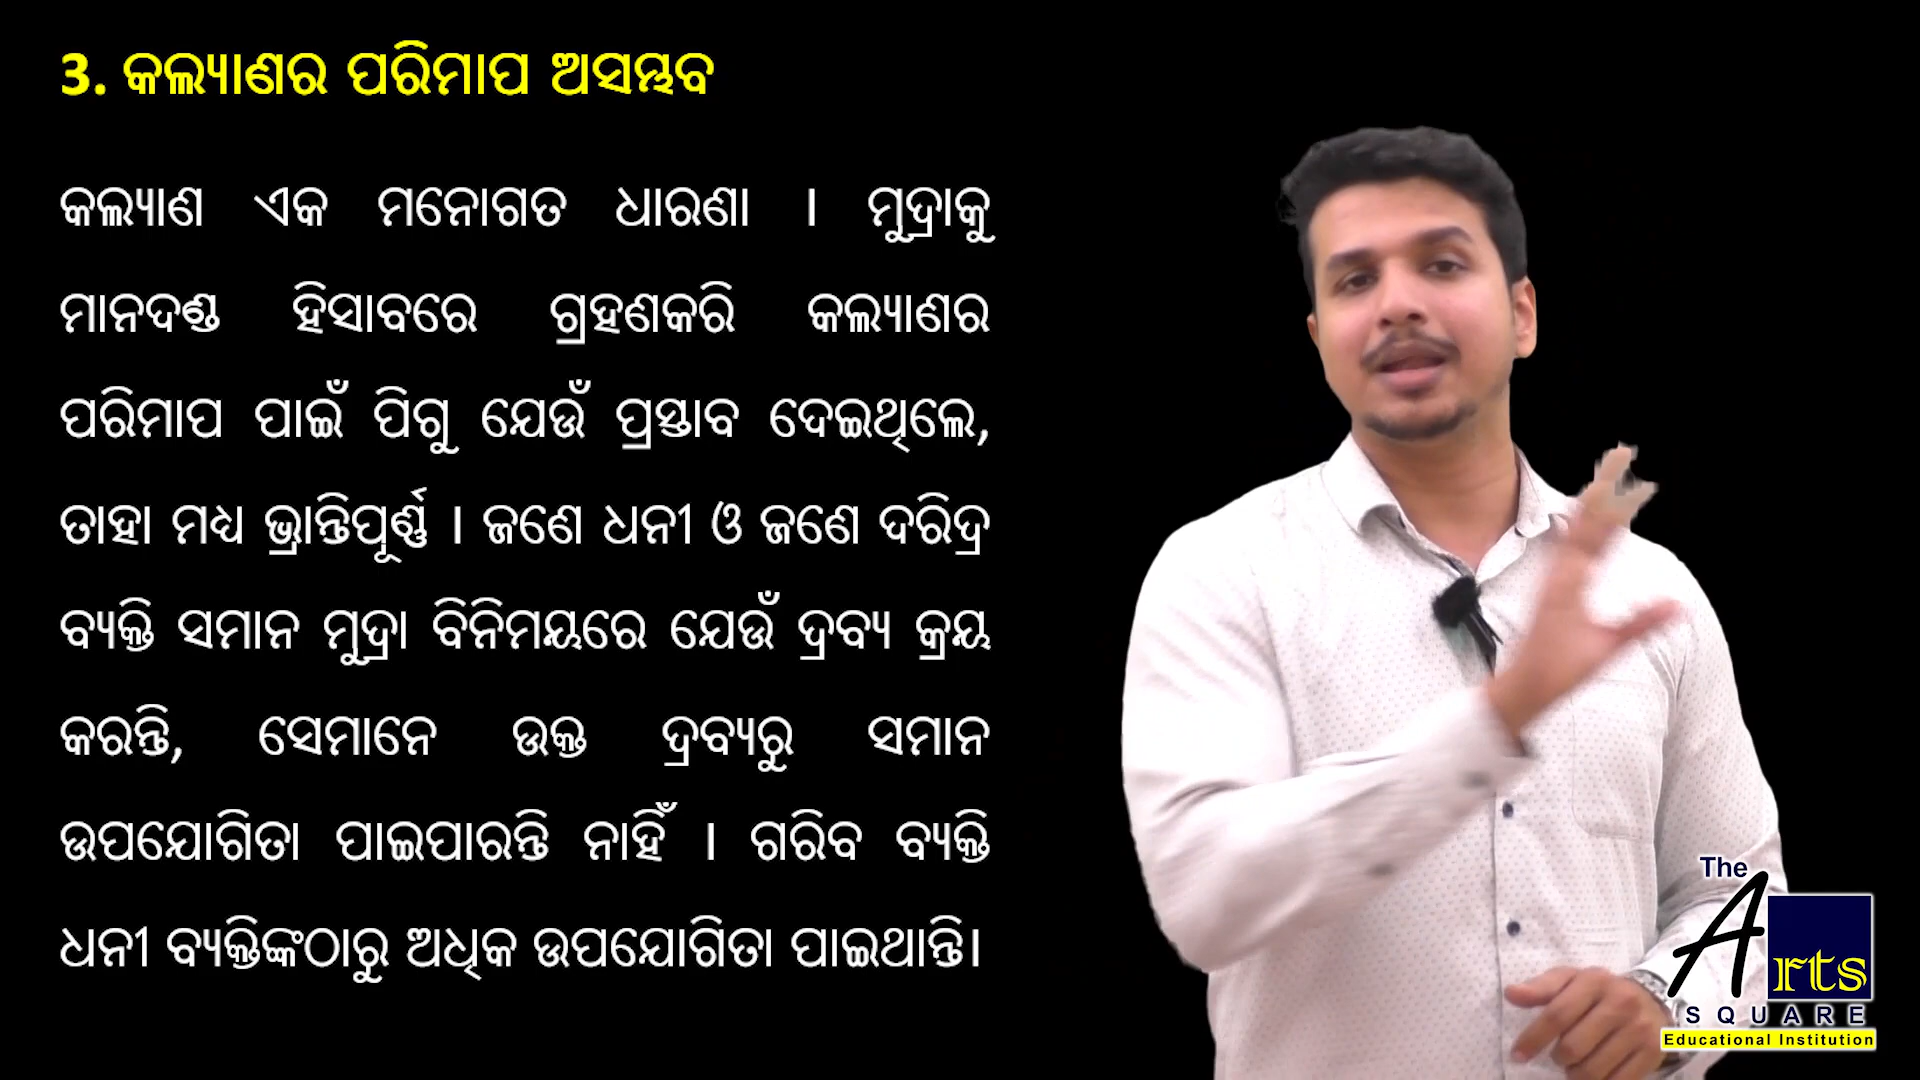 3. କଲ୍ୟାଣର ପରିମାପ ଅସମ୍ଭବ
କଲ୍ୟାଣ ଏକ ମନୋଗତ ଧାରଣା । ମୁଦ୍ରାକୁ
ମାନଦଣ୍ଡ ହିସାବରେ ଗ୍ରହଣକରି କଲ୍ୟାଣର
ପରିମାପ ପାଇଁ ପିଗୁ ଯେଉଁ ପ୍ରସ୍ତାବ ଦେଇଥିଲେ,
ତାହା ମଧ୍ୟ ଭ୍ରାନ୍ତିପୂର୍ଣ୍ଣ । ଜଣେ ଧନୀ ଓ ଜଣେ ଦରିଦ୍ର
ବ୍ୟକ୍ତି ସମାନ ମୁଦ୍ରା ବିନିମୟରେ ଯେଉଁ ଦ୍ରବ୍ୟ କ୍ରୟ
କରନ୍ତି, ସେମାନେ ଉକ୍ତ ଦ୍ରବ୍ୟରୁ ସମାନ
ଉପଯୋଗିତା ପାଇପାରନ୍ତି ନାହିଁ । ଗରିବ ବ୍ୟକ୍ତି
ଧନୀ ବ୍ୟକ୍ତିଙ୍କଠାରୁ ଅଧିକ ଉପଯୋଗିତା ପାଇଥାନ୍ତି।
The
Arts
SQUARE
Educational Institution